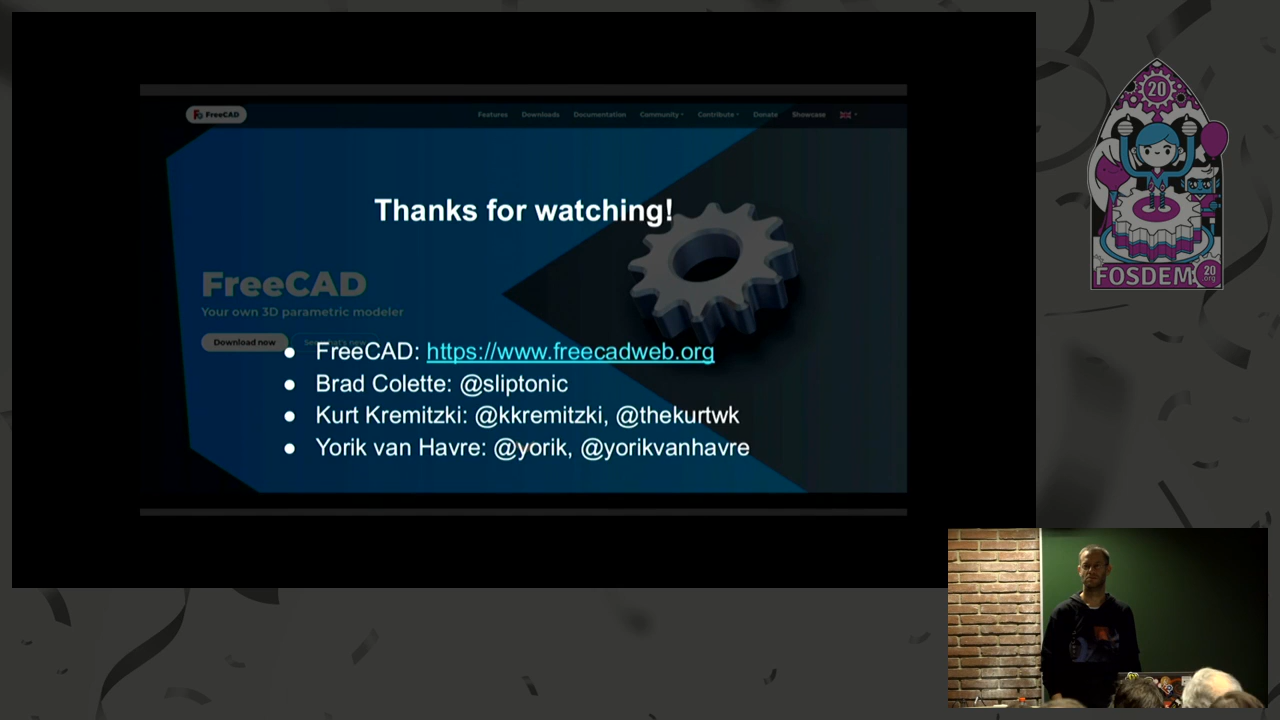 FreeCAD
Features Downloads Documentation Community Contribute Donate Showcase
Thanks for watching!
FreeCAD
Your own 3D parametric modeler
Download now
● FreeCAD: https://www.freecadweb.org
● Brad Colette: @sliptonic
● Kurt Kremitzki: @kkremitzki, @thekurtwk
● Yorik van Havre: @yorik, @yorikvanhavre
20
FOSDEM
20
.org